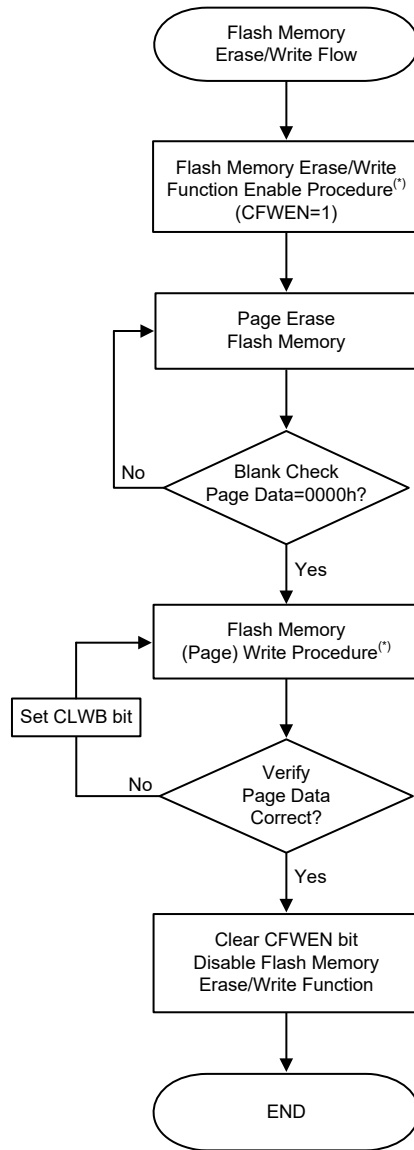 Flash Memory
Erase/Write Flow
Flash Memory Erase/Write
Function Enable Procedure(*)
(CFWEN=1)
Page Erase
Flash Memory
No
Blank Check
Page Data=0000h?
Yes
Flash Memory
(Page) Write Procedure(*)
Set CLWB bit
No
Verify
Page Data
Correct?
Yes
Clear CFWEN bit
Disable Flash Memory
Erase/Write Function
END